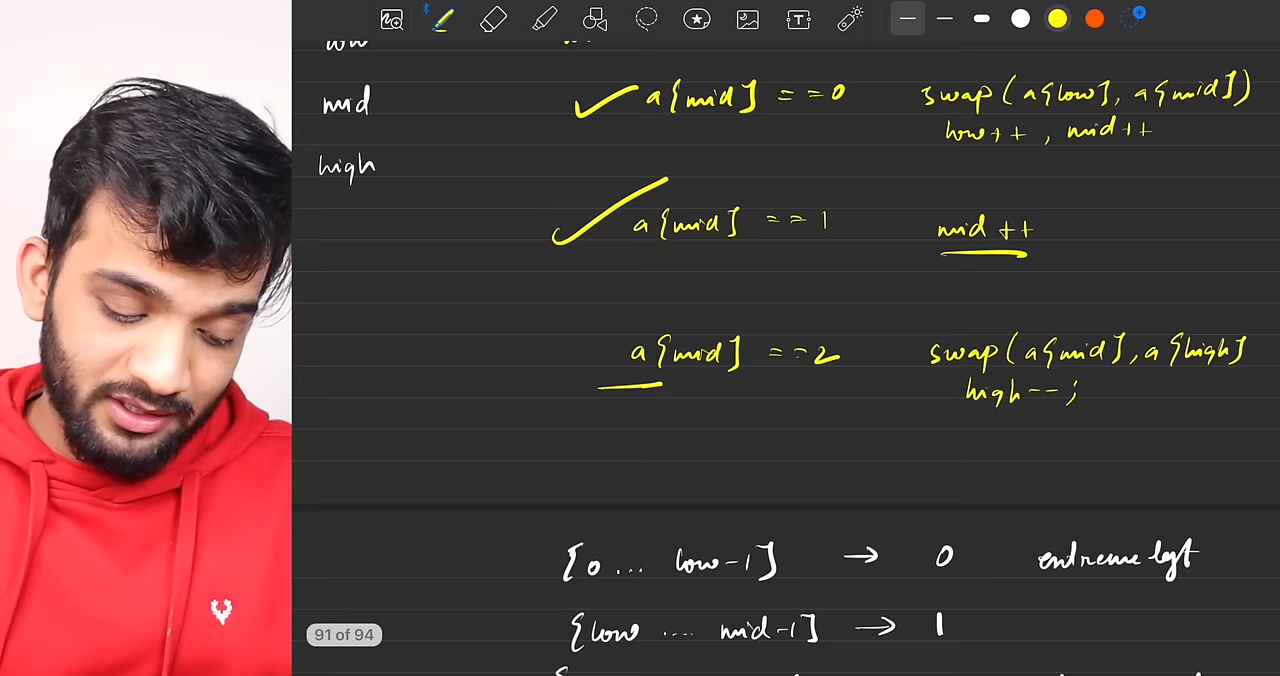 mid
a[mid] == 0 swap(a[low], a[mid])
low++, mid++
high
a[mid] == 1 mid ++
a[mid] == 2 swap(a[mid], a[high]
high--;
[0 ... low-1] → 0 extreme left
[low .... mid-1] → 1
91 of 94